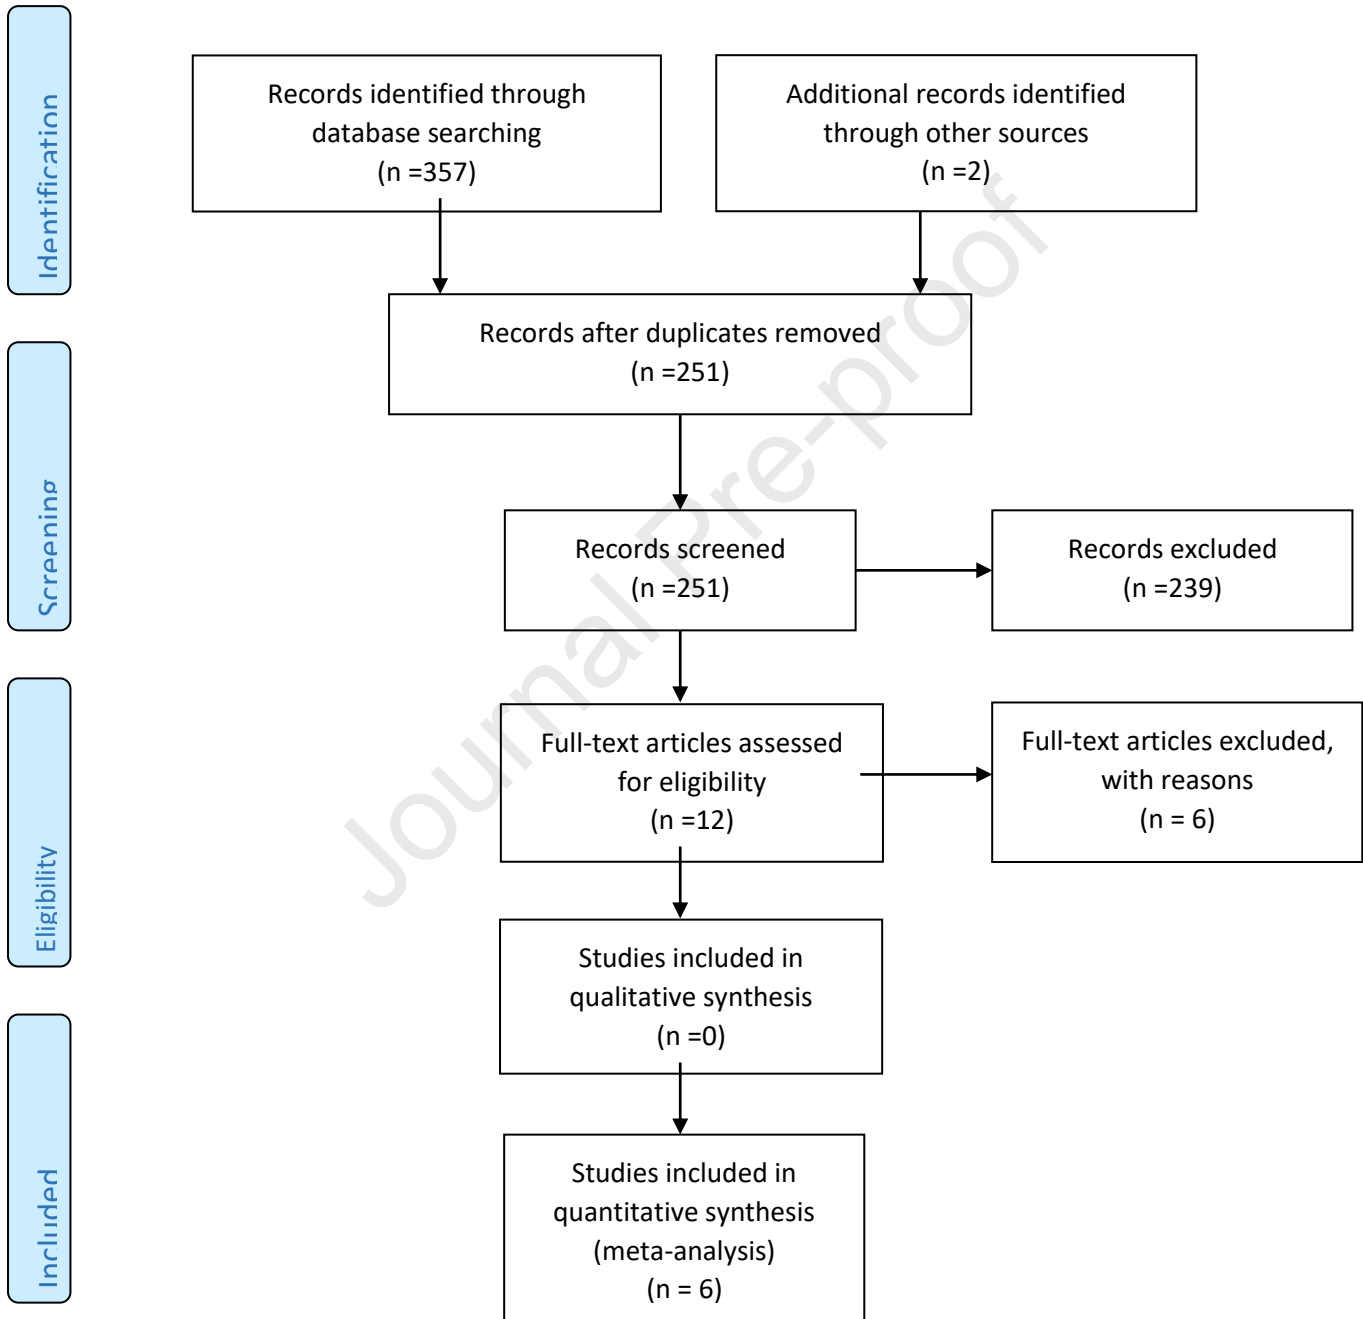 Identification
Records identified through
database searching
(n =357)
Additional records identified
through other sources
(n =2)
Records after duplicates removed
(n =251)
Screening
Records screened
(n =251)
Records excluded
(n =239)
Eligibility
Full-text articles assessed
for eligibility
(n =12)
Full-text articles excluded,
with reasons
(n = 6)
Studies included in
qualitative synthesis
(n =0)
Included
Studies included in
quantitative synthesis
(meta-analysis)
(n = 6)
Journal Pre-proof